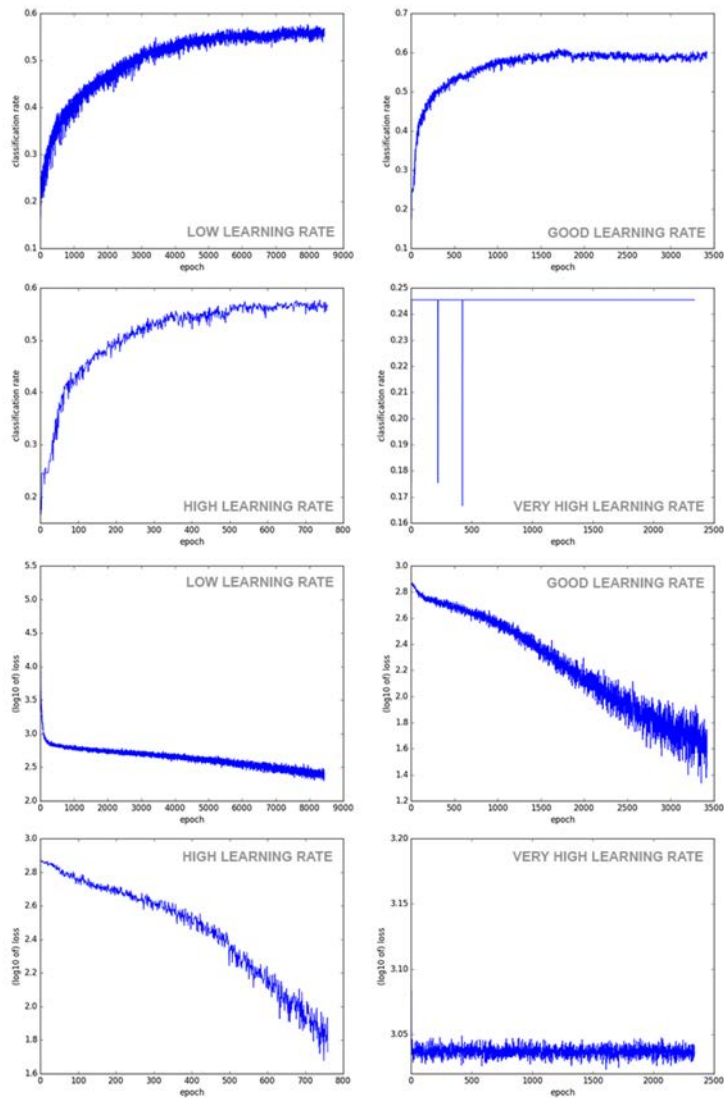 0.6
0.5
0.4
0.3
0.2
0.1
classification rate
0 1000 2000 3000 4000 5000 6000 7000 8000 9000
epoch
LOW LEARNING RATE
0.7
0.6
0.5
0.4
0.3
0.2
0.1
classification rate
0 500 1000 1500 2000 2500 3000 3500
epoch
GOOD LEARNING RATE
0.6
0.5
0.4
0.3
0.2
classification rate
0 100 200 300 400 500 600 700 800
epoch
HIGH LEARNING RATE
0.25
0.24
0.23
0.22
0.21
0.20
0.19
0.18
0.17
0.16
classification rate
0 500 1000 1500 2000 2500
epoch
VERY HIGH LEARNING RATE
5.5
5.0
4.5
4.0
3.5
3.0
2.5
2.0
(log10 of) loss
0 1000 2000 3000 4000 5000 6000 7000 8000 9000
epoch
LOW LEARNING RATE
3.0
2.8
2.6
2.4
2.2
2.0
1.8
1.6
1.4
1.2
(log10 of) loss
0 500 1000 1500 2000 2500 3000 3500
epoch
GOOD LEARNING RATE
3.0
2.8
2.6
2.4
2.2
2.0
1.8
1.6
(log10 of) loss
0 100 200 300 400 500 600 700 800
epoch
HIGH LEARNING RATE
3.20
3.15
3.10
3.05
(log10 of) loss
0 500 1000 1500 2000 2500
epoch
VERY HIGH LEARNING RATE